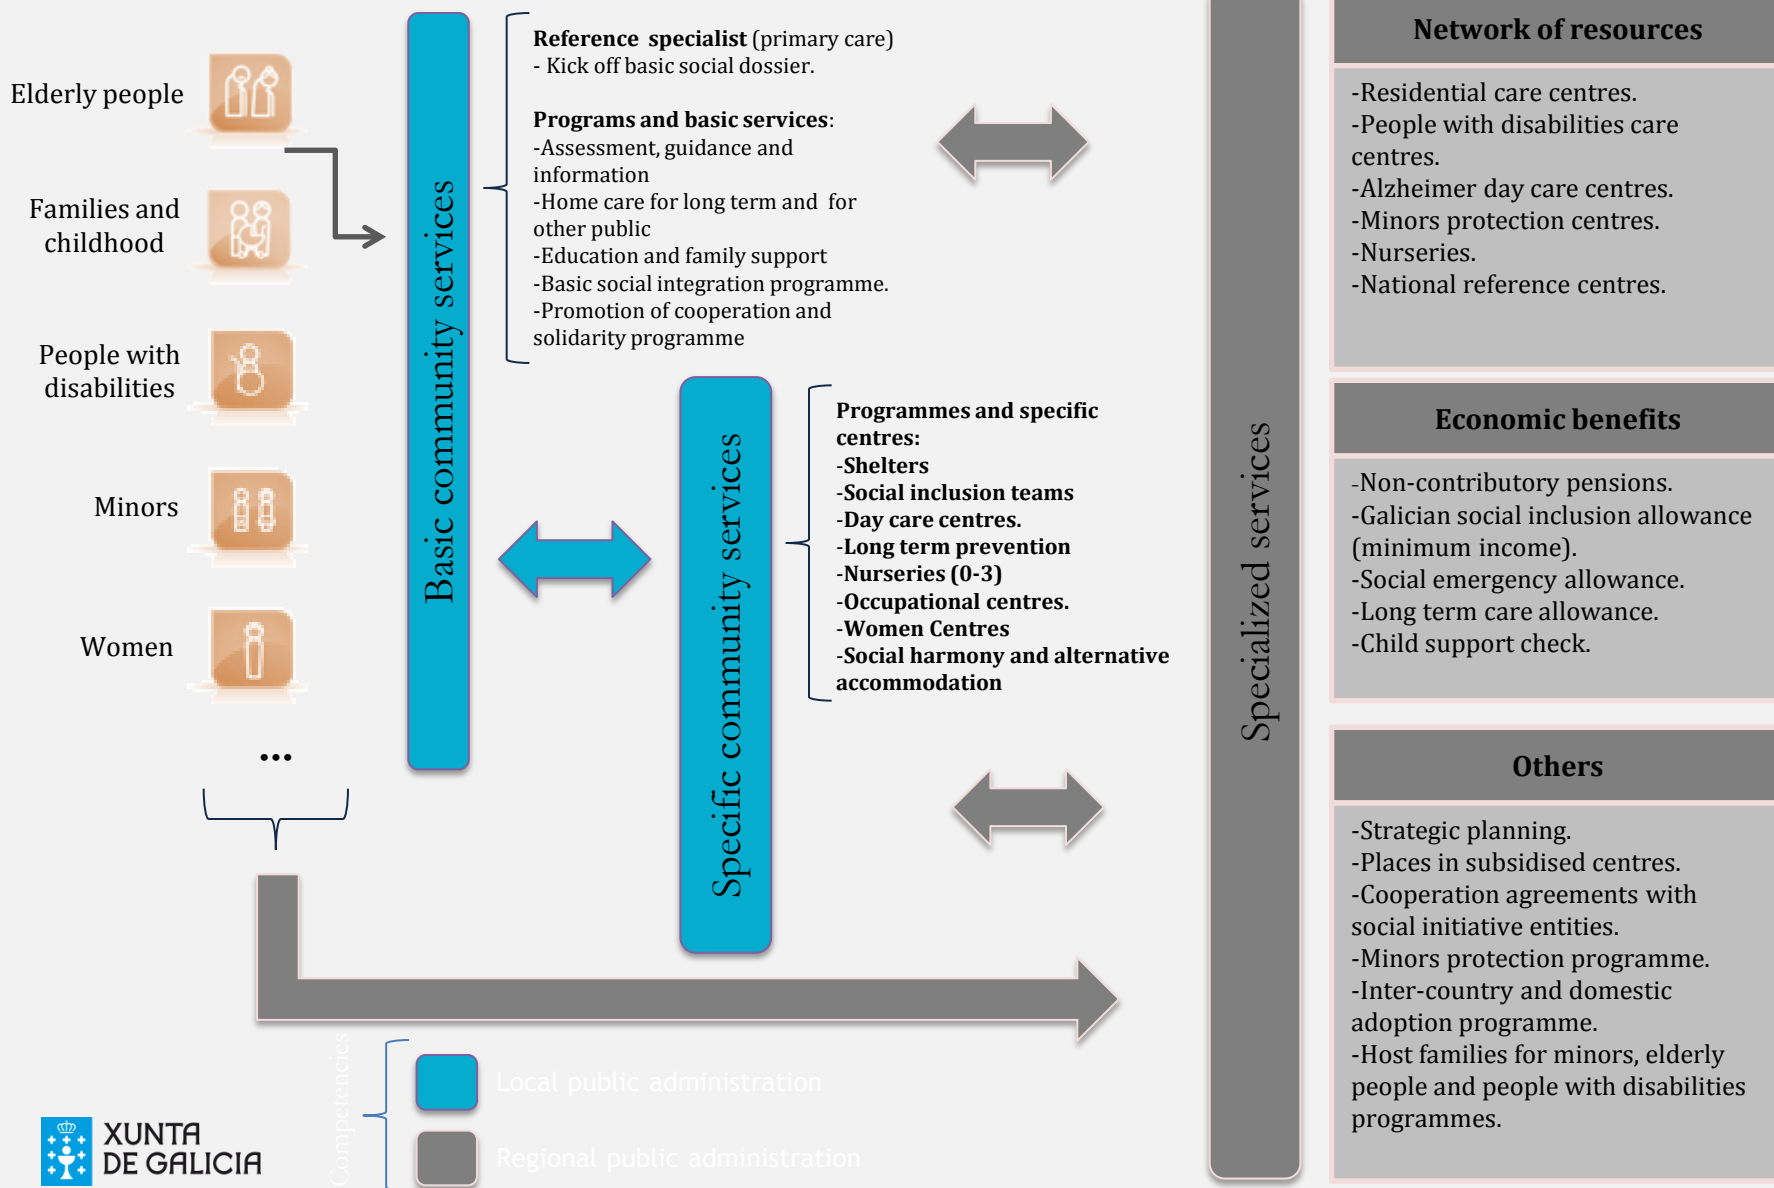 Elderly people
Families and
childhood
People with
disabilities
Minors
Women
...
Basic community services
Reference specialist (primary care)
- Kick off basic social dossier.
Programs and basic services:
-Assessment, guidance and
information
-Home care for long term and for
other public
-Education and family support
-Basic social integration programme.
-Promotion of cooperation and
solidarity programme
Specific community services
Programmes and specific
centres:
-Shelters
-Social inclusion teams
-Day care centres.
-Long term prevention
-Nurseries (0-3)
-Occupational centres.
-Women Centres
-Social harmony and alternative
accommodation
Specialized services
Network of resources
-Residential care centres.
-People with disabilities care
centres.
-Alzheimer day care centres.
-Minors protection centres.
-Nurseries.
-National reference centres.
Economic benefits
-Non-contributory pensions.
-Galician social inclusion allowance
(minimum income).
-Social emergency allowance.
-Long term care allowance.
-Child support check.
Others
-Strategic planning.
-Places in subsidised centres.
-Cooperation agreements with
social initiative entities.
-Minors protection programme.
-Inter-country and domestic
adoption programme.
-Host families for minors, elderly
people and people with disabilities
programmes.
Competencies
Local public administration
Regional public administration
XUNTA
DE GALICIA